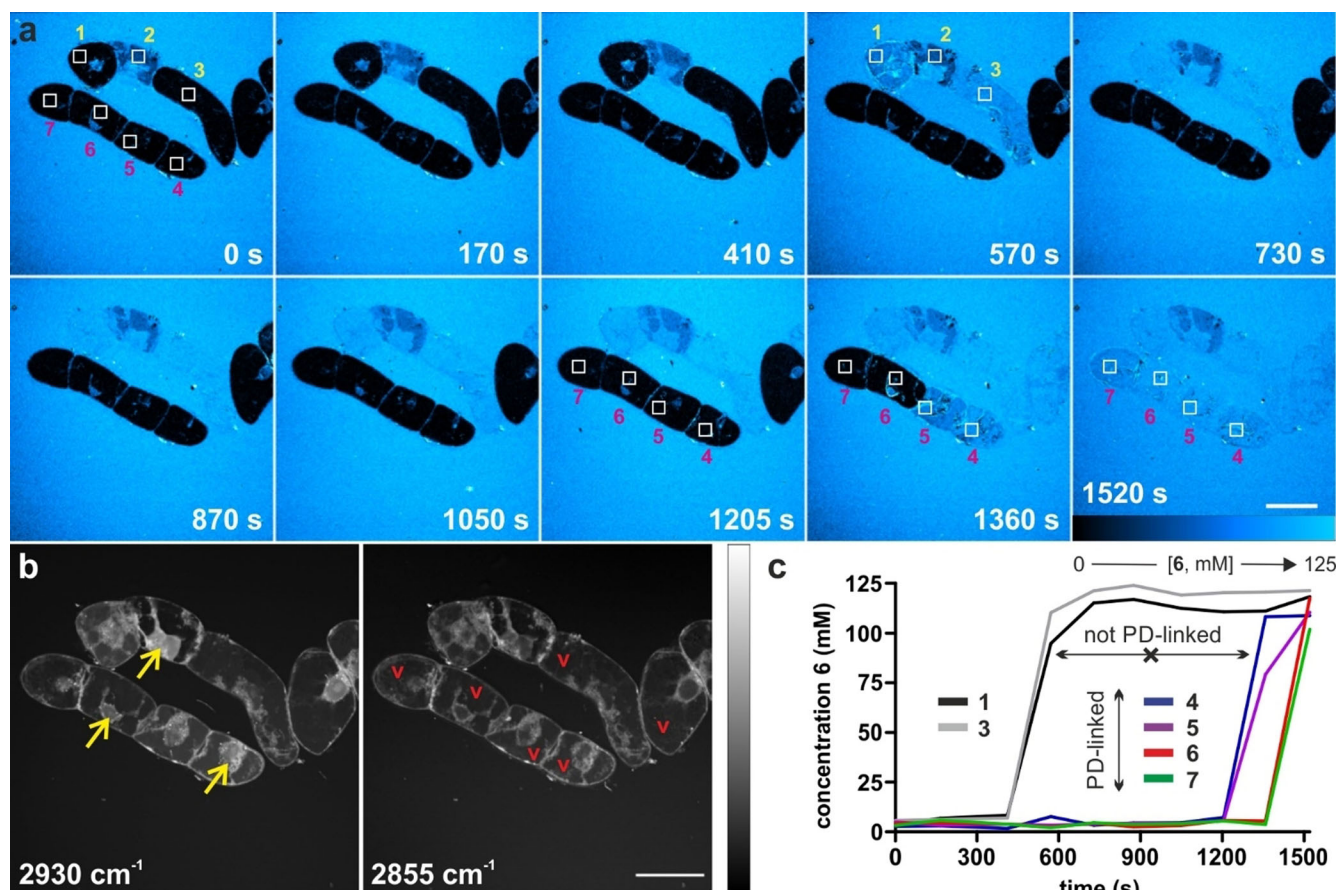 a
1 2
3
7 6 5 4
0 s
170 s
410 s
1 2
3
570 s
730 s
870 s
1050 s
7 6 5 4
1205 s
7 6 5 4
1360 s
7 6 5 4
1520 s
b
2930 cm-1
v v v v v
2855 cm-1
c
0 [6, mM] 125
concentration 6 (mM)
125
100
75
50
25
0
not PD-linked
PD-linked
1
3
4
5
6
7
0 300 600 900 1200 1500
time (s)